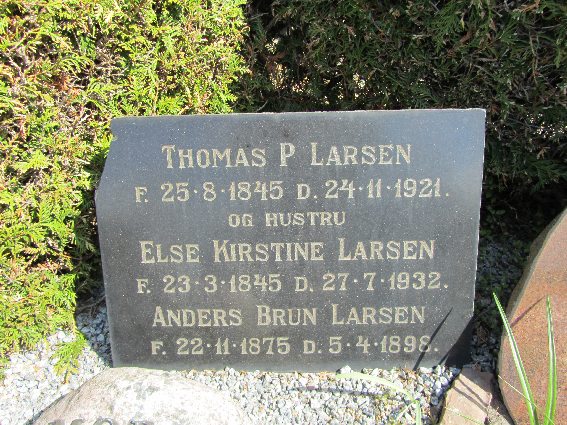 THOMAS P LARSEN
F. 25·8·1845 D. 24·11·1921.
OG HUSTRU
ELSE KIRSTINE LARSEN
F. 23·3·1845 D. 27·7·1932.
ANDERS BRUN LARSEN
F. 22·11·1875 D. 5·4·1898.